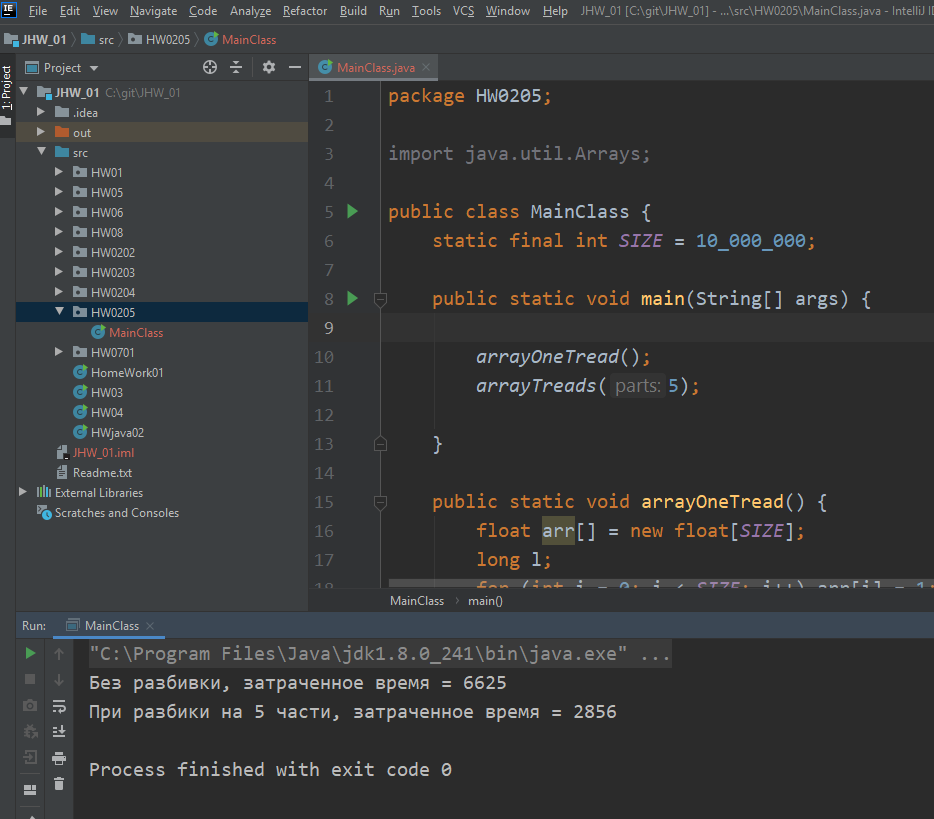 File Edit View Navigate Code Analyze Refactor Build Run Tools VCS Window Help JHW_01 [C:\git\JHW_01] - ...\src\HW0205\MainClass.java - IntelliJ
JHW_01 src HW0205 MainClass
1: Project
Project
JHW_01 C:\git\JHW_01
.idea
out
src
HW01
HW05
HW06
HW08
HW0202
HW0203
HW0204
HW0205
MainClass
HW0701
HomeWork01
HW03
HW04
HWjava02
JHW_01.iml
Readme.txt
External Libraries
Scratches and Consoles
MainClass.java
1 package HW0205;
2
3 import java.util.Arrays;
4
5 public class MainClass {
6 static final int SIZE = 10_000_000;
7
8 public static void main(String[] args) {
9
10 arrayOneTread();
11 arrayTreads( parts: 5);
12
13 }
14
15 public static void arrayOneTread() {
16 float arr[] = new float[SIZE];
17 long l;
18 for (int i = 0; i < SIZE; i++) arr[i] = 1;
MainClass main()
Run: MainClass
"C:\Program Files\Java\jdk1.8.0_241\bin\java.exe" ...
Без разбивки, затраченное время = 6625
При разбики на 5 части, затраченное время = 2856
Process finished with exit code 0